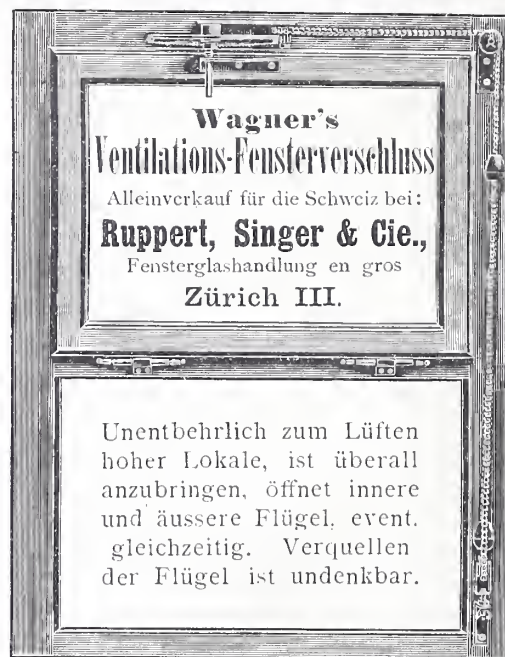 Wagner's
Ventilations-Fensterverschluss
Alleinverkauf für die Schweiz bei:
Ruppert, Singer & Cie.,
Fensterglashandlung en gros
Zürich III.
Unentbehrlich zum Lüften
hoher Lokale, ist überall
anzubringen, öffnet innere
und äussere Flügel, event.
gleichzeitig. Verquellen
der Flügel ist undenkbar.